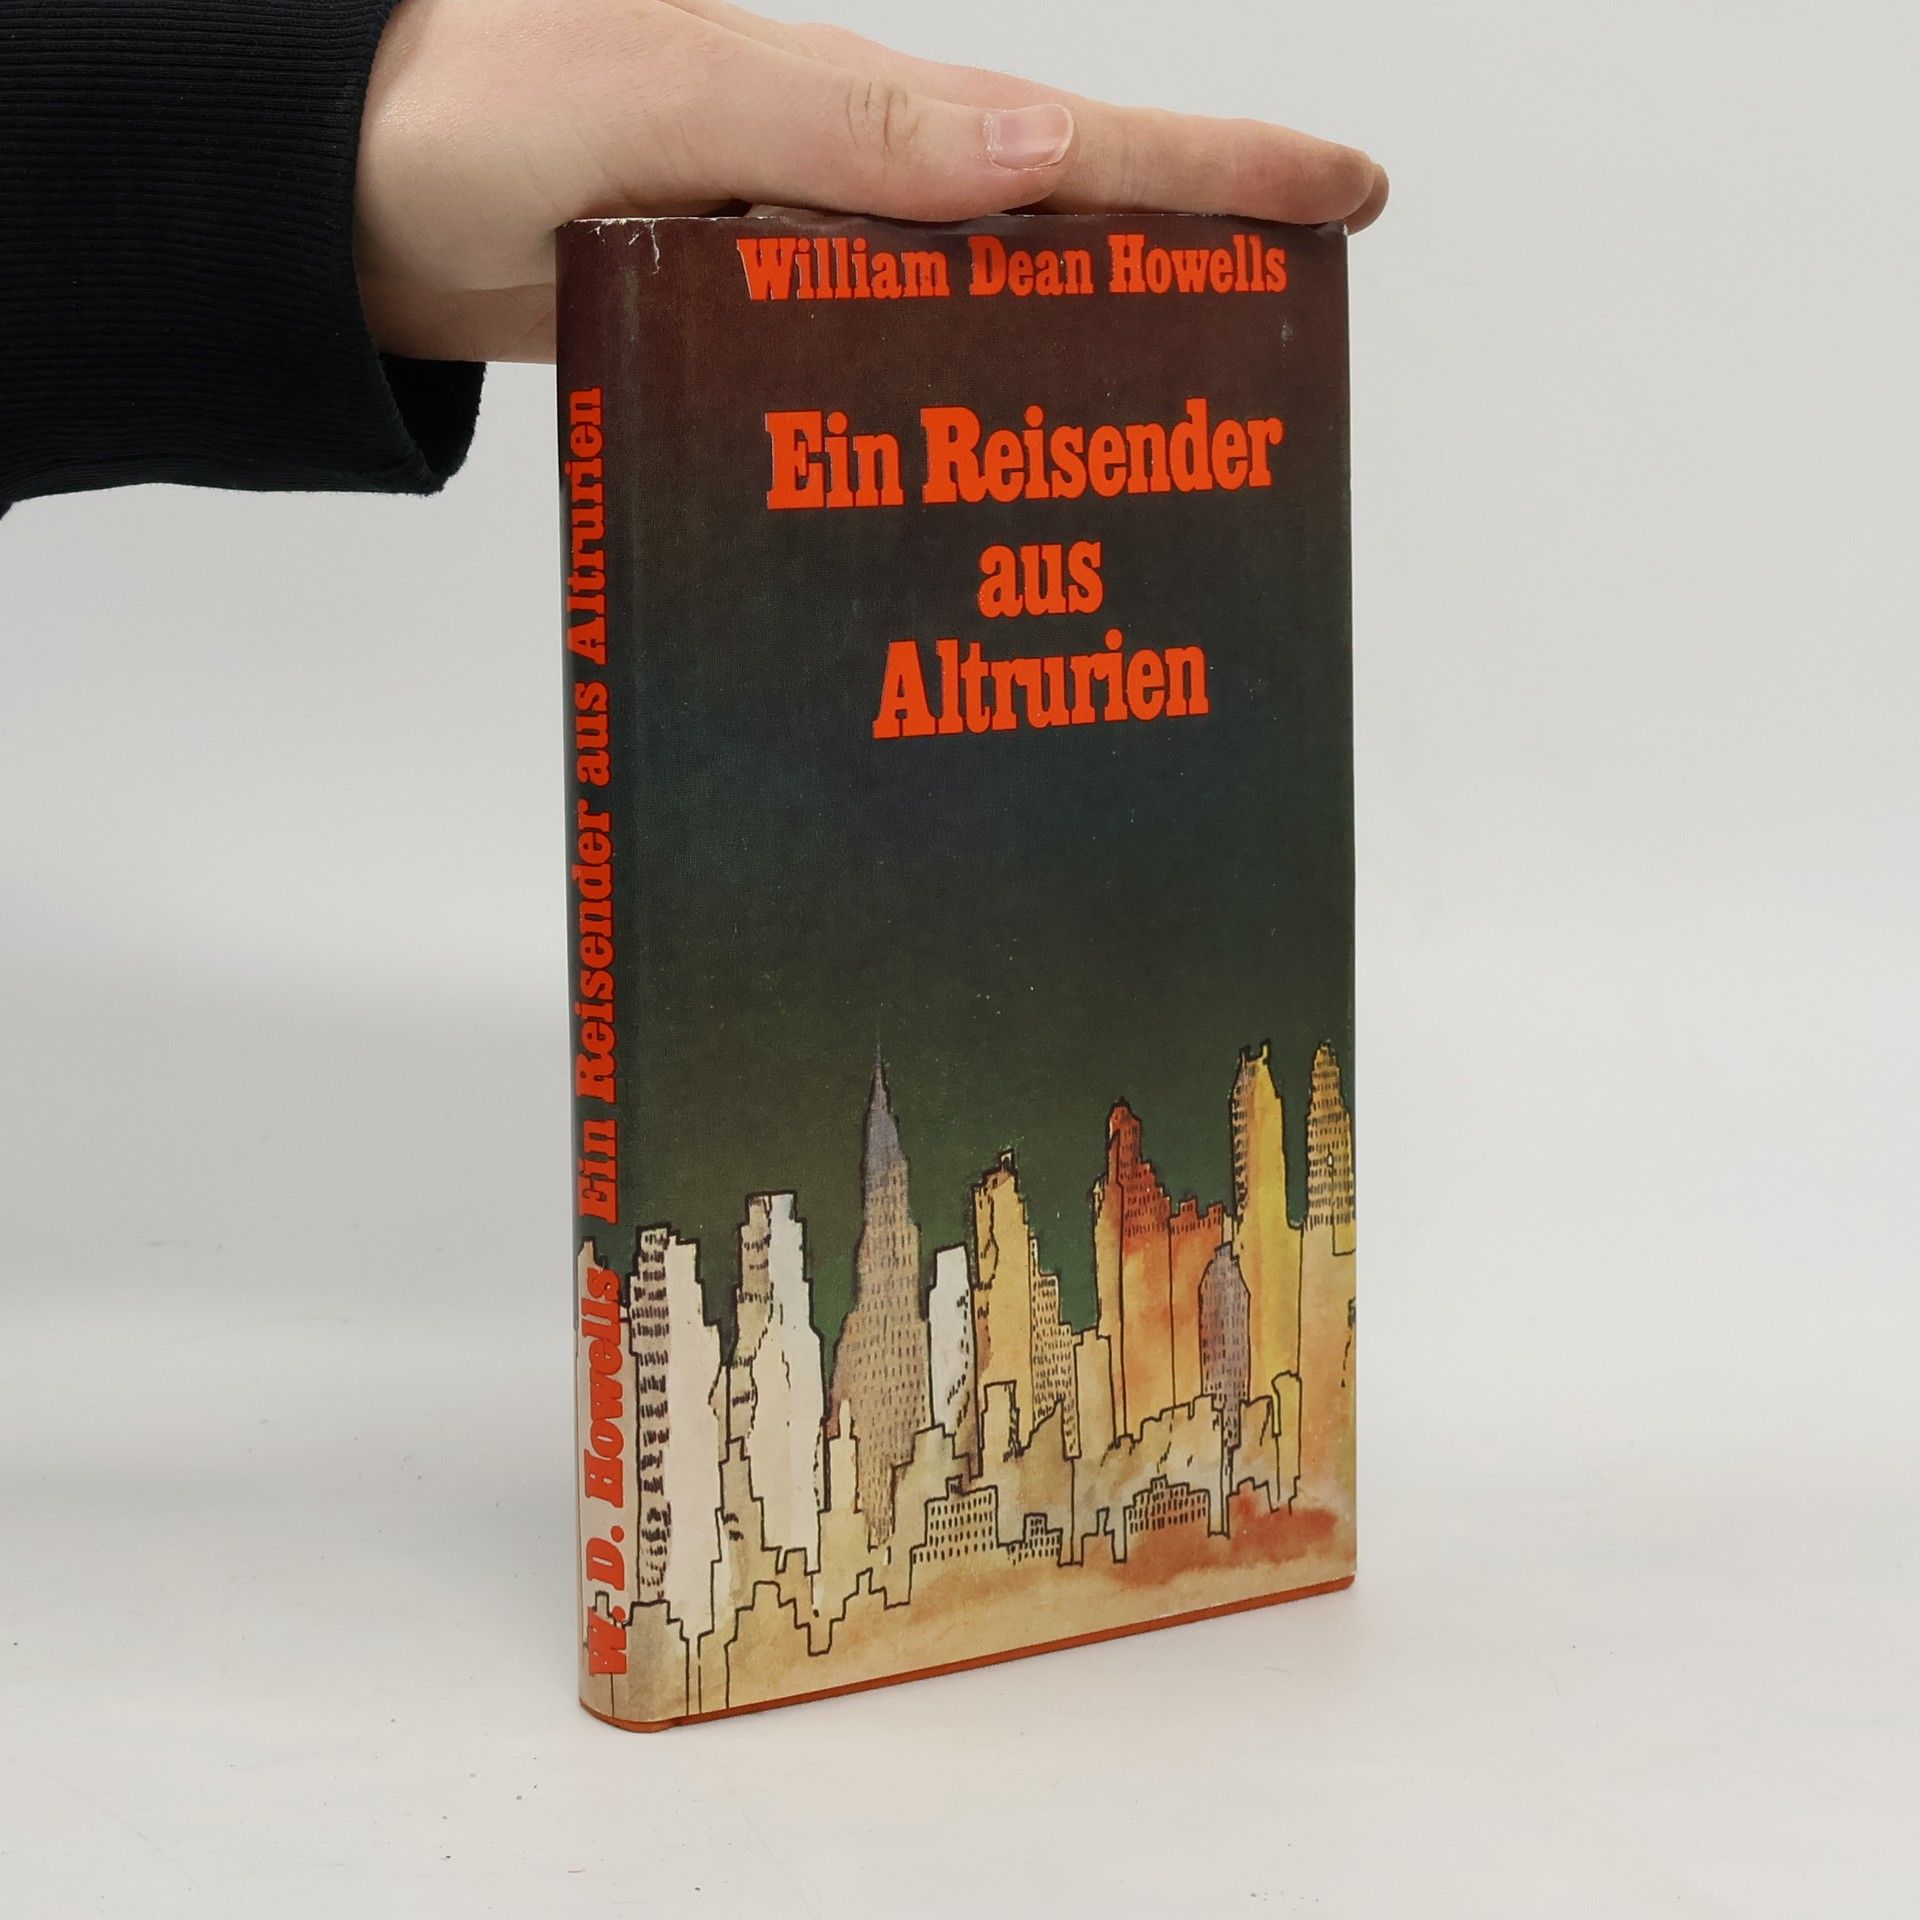 William Dean Howells
Ein Reisender
aus
Altrurien
W. D. Howells Ein Reisender aus Altrurien